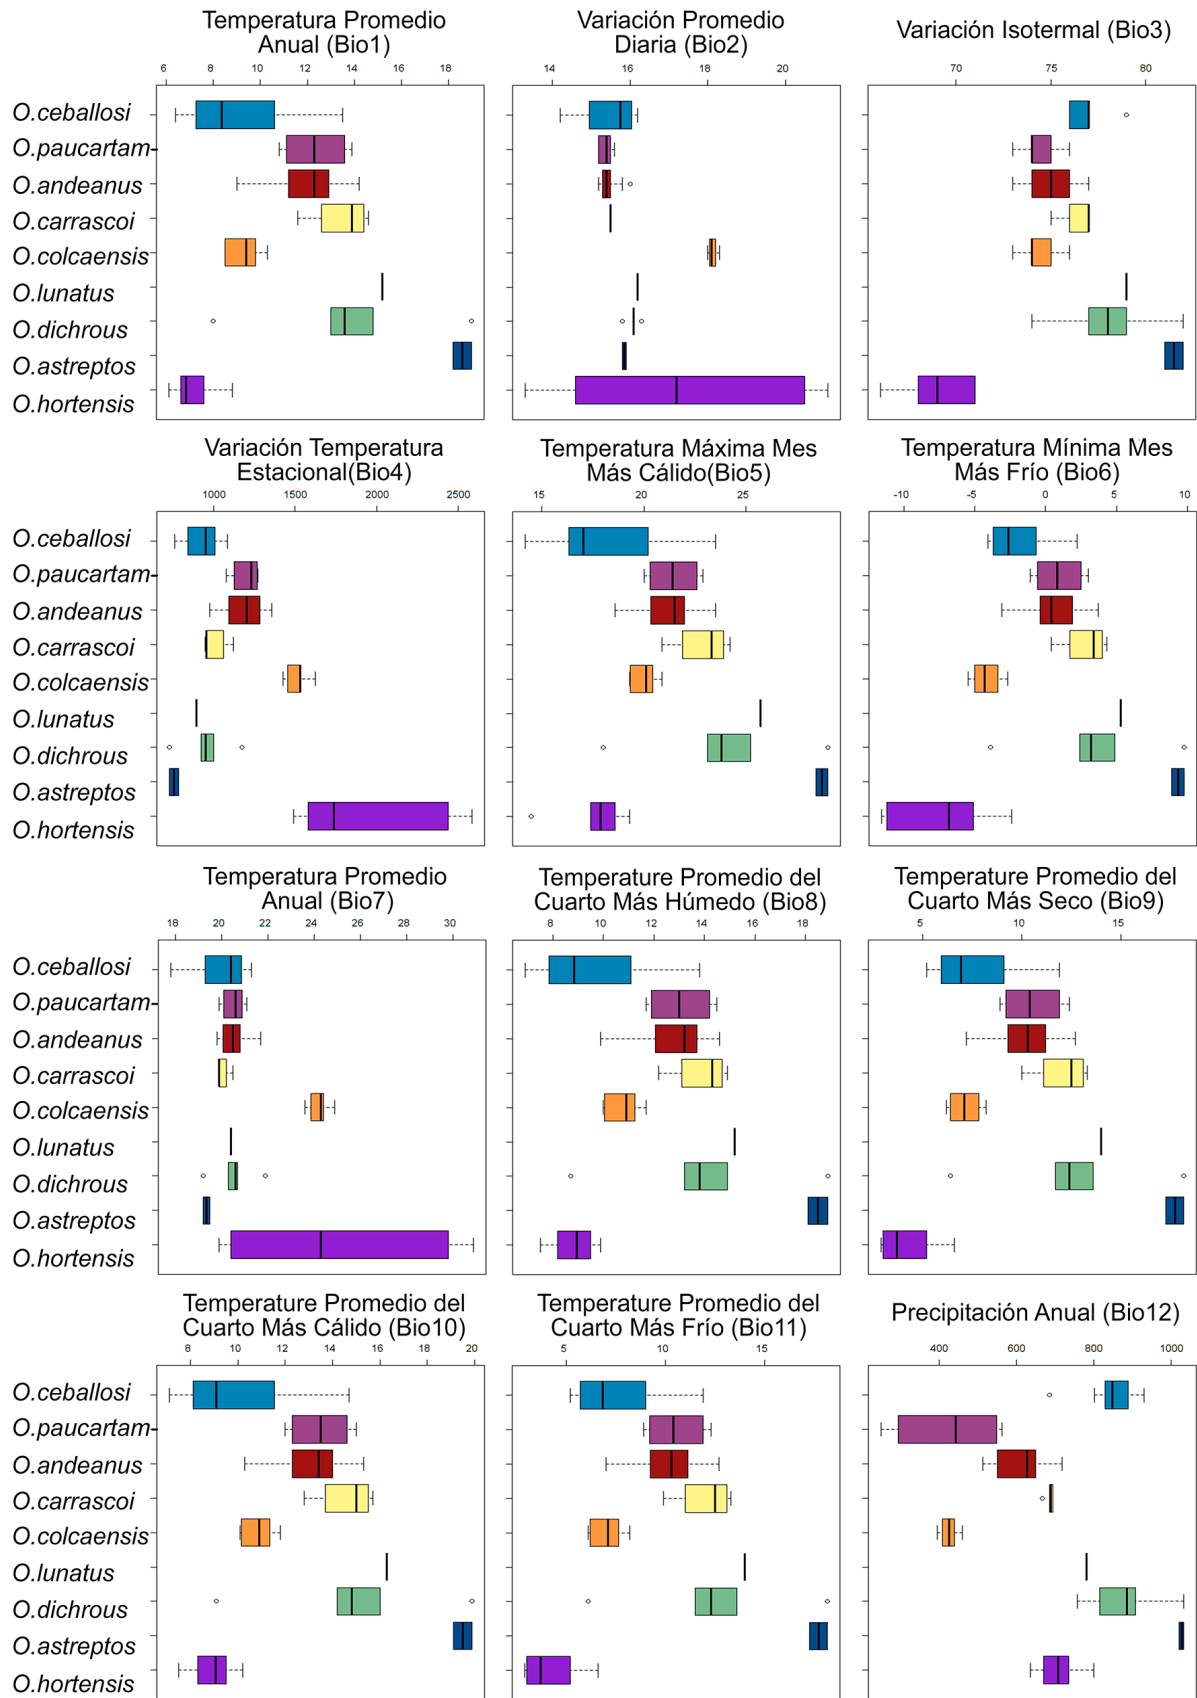 Temperatura Promedio
Anual (Bio1)
Variación Promedio
Diaria (Bio2)
Variación Isotermal (Bio3)
6 8 10 12 14 16 18
14 16 18 20
70 75 80
O.ceballosi
O.paucartam
O.andeanus
O.carrascoi
O.colcaensis
O.lunatus
O.dichrous
O.astreptos
O.hortensis
Variación Temperatura
Estacional(Bio4)
Temperatura Máxima Mes
Más Cálido(Bio5)
Temperatura Mínima Mes
Más Frío (Bio6)
1000 1500 2000 2500
15 20 25
-10 -5 0 5 10
O.ceballosi
O.paucartam
O.andeanus
O.carrascoi
O.colcaensis
O.lunatus
O.dichrous
O.astreptos
O.hortensis
Temperatura Promedio
Anual (Bio7)
Temperature Promedio del
Cuarto Más Húmedo (Bio8)
Temperature Promedio del
Cuarto Más Seco (Bio9)
18 20 22 24 26 28 30
8 10 12 14 16 18
5 10 15
O.ceballosi
O.paucartam
O.andeanus
O.carrascoi
O.colcaensis
O.lunatus
O.dichrous
O.astreptos
O.hortensis
Temperature Promedio del
Cuarto Más Cálido (Bio10)
Temperature Promedio del
Cuarto Más Frío (Bio11)
Precipitación Anual (Bio12)
8 10 12 14 16 18 20
5 10 15
400 600 800 1000
O.ceballosi
O.paucartam
O.andeanus
O.carrascoi
O.colcaensis
O.lunatus
O.dichrous
O.astreptos
O.hortensis